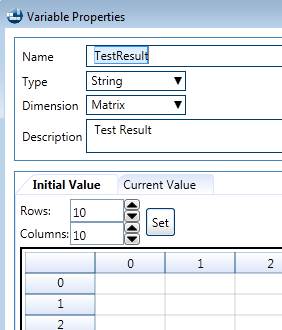 Variable Properties
Name TestResult
Type String
Dimension Matrix
Description Test Result
Initial Value Current Value
Rows: 10
Columns: 10 Set
0 1 2
0
1
2